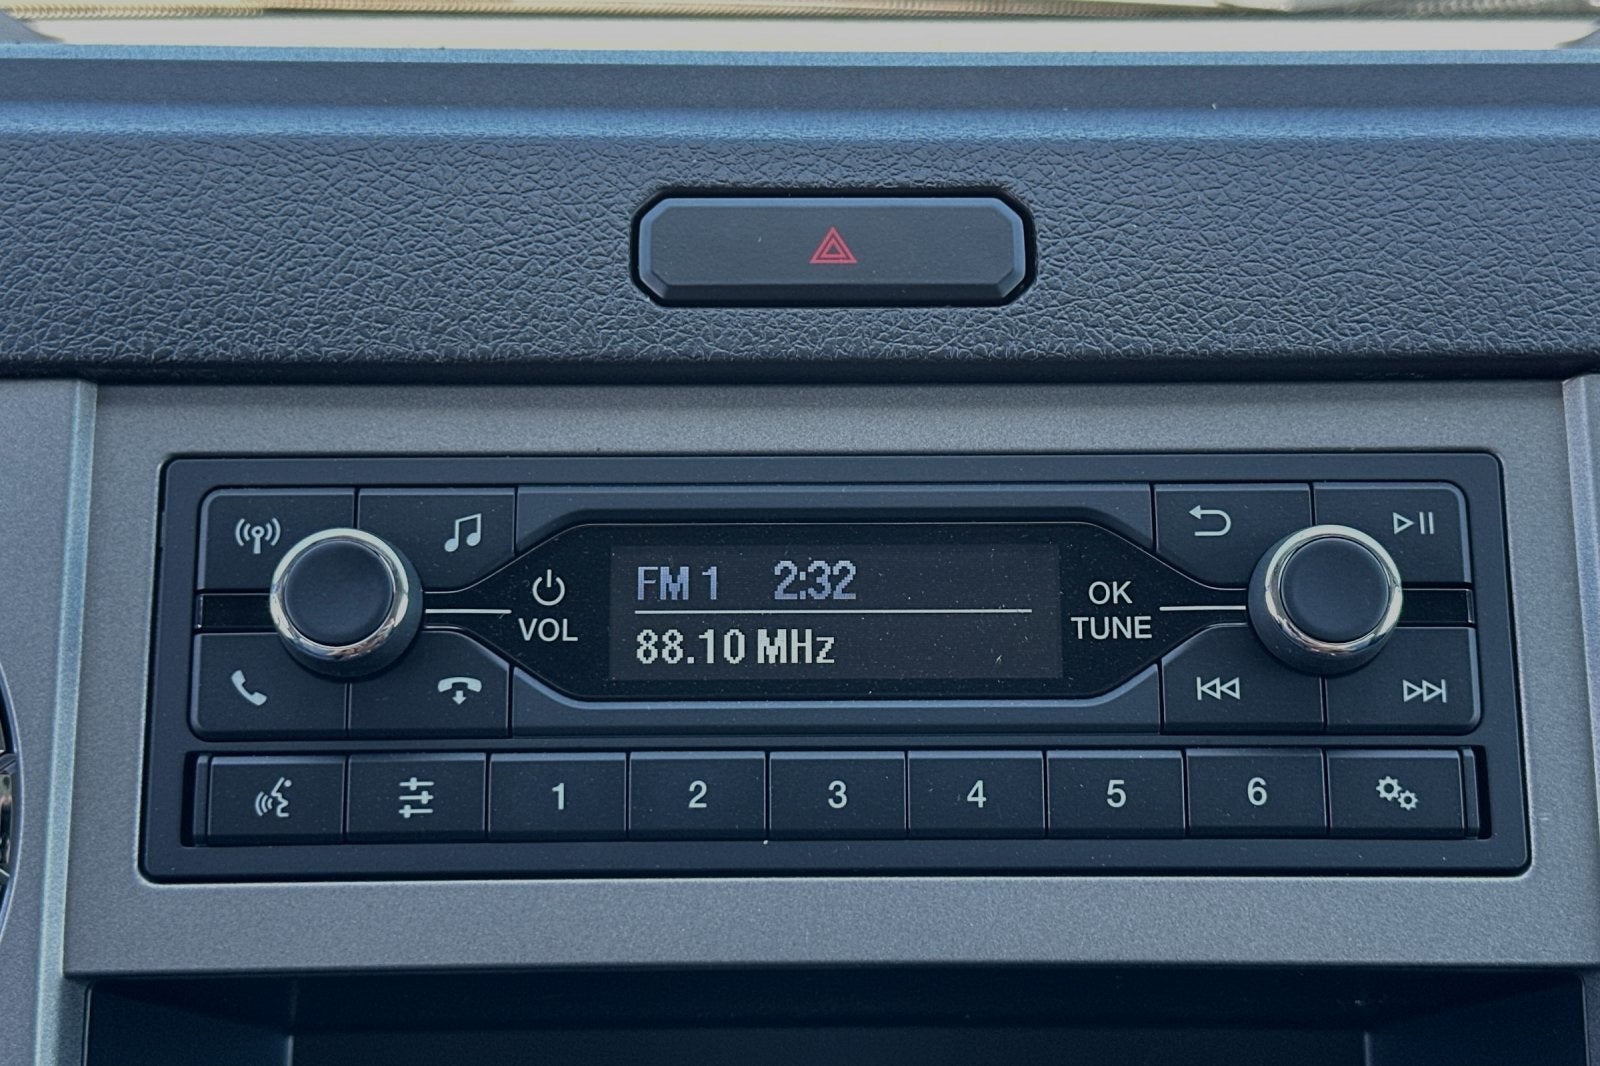 FM 1 2:32
88.10 MHz
VOL
OK
TUNE
1 2 3 4 5 6